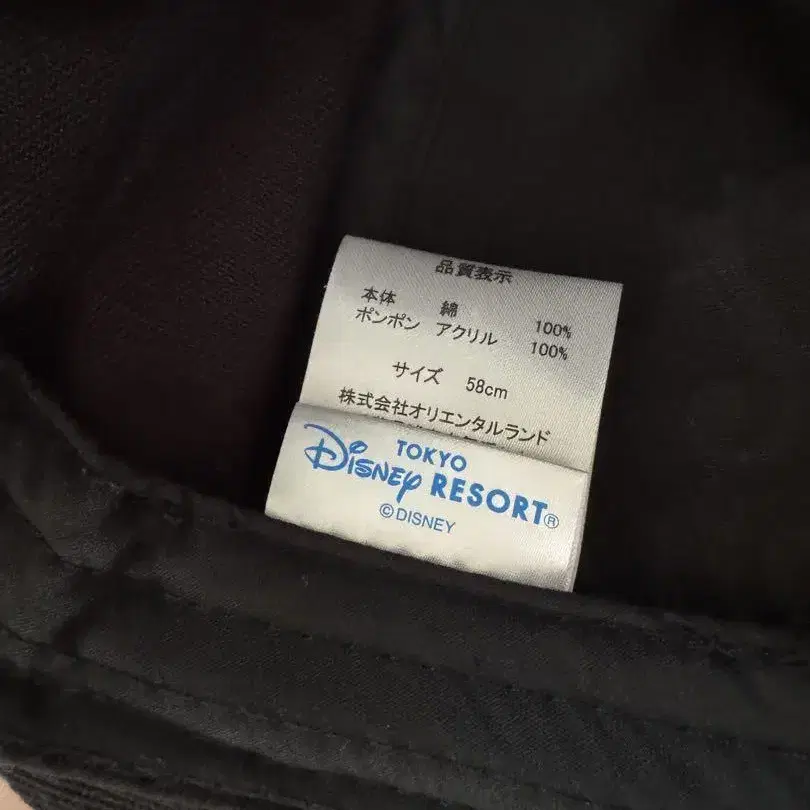 品質表示
本体 綿 100%
ポンポン アクリル 100%
サイズ 58cm
株式会社オリエンタルランド
TOKYO
DISNEY RESORT®
©DISNEY